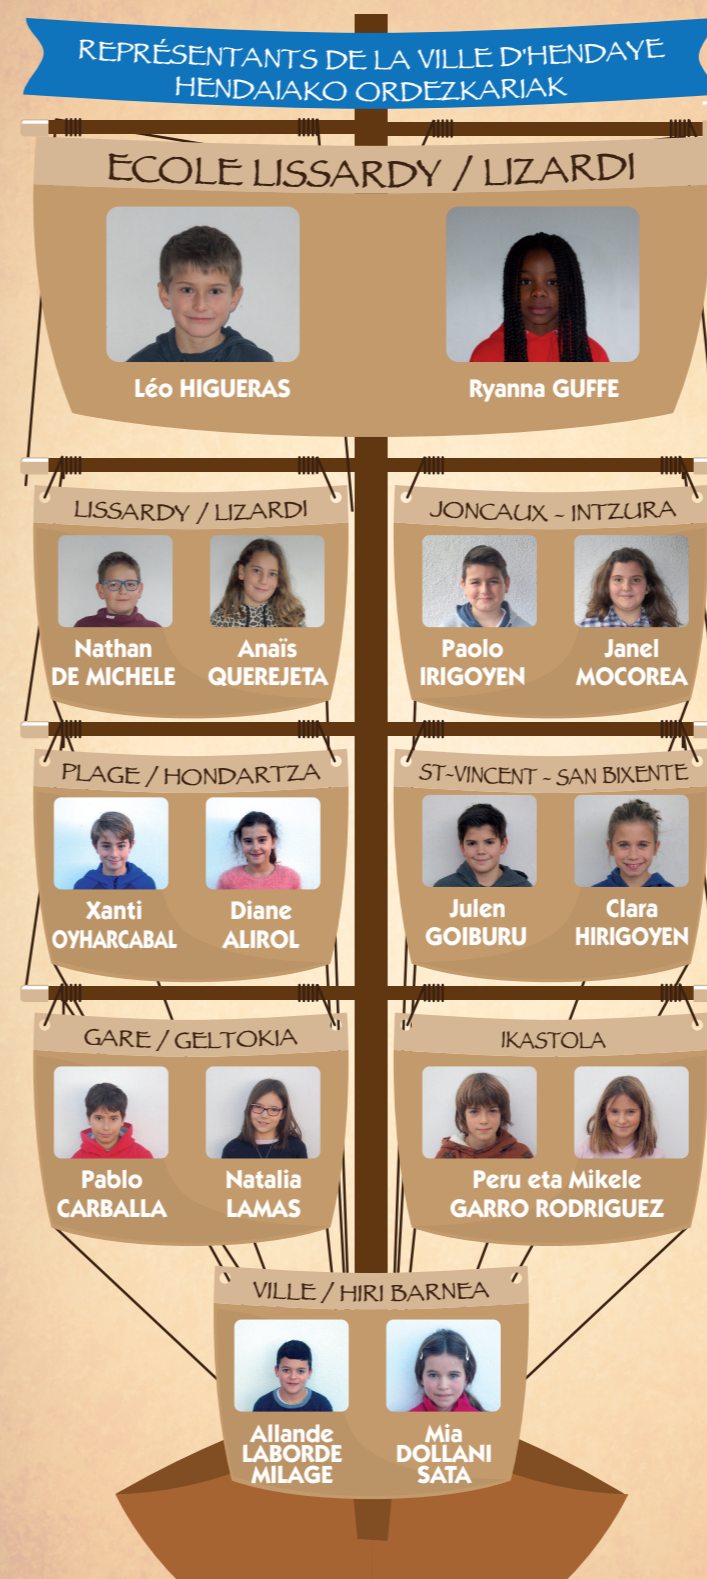 REPRÉSENTANTS DE LA VILLE D'HENDAYE
HENDAIAKO ORDEZKARIAK
ECOLE LISSARDY / LIZARDI
Léo HIGUERAS
Ryanna GUFFE
LISSARDY / LIZARDI
Nathan
DE MICHELE
Anaïs
QUEREJETA
JONCAUX - INTZURA
Paolo
IRIGOYEN
Janel
MOCOREA
PLAGE / HONDARTZA
Xanti
OYHARCABAL
Diane
ALIROL
ST-VINCENT - SAN BIXENTE
Julen
GOIBURU
Clara
HIRIGOYEN
GARE / GELTOKIA
Pablo
CARBALLA
Natalia
LAMAS
IKASTOLA
Peru eta Mikele
GARRO RODRIGUEZ
VILLE / HIRI BARNEA
Allande
LABORDE
MILAGE
Mia
DOLLANI
SATA